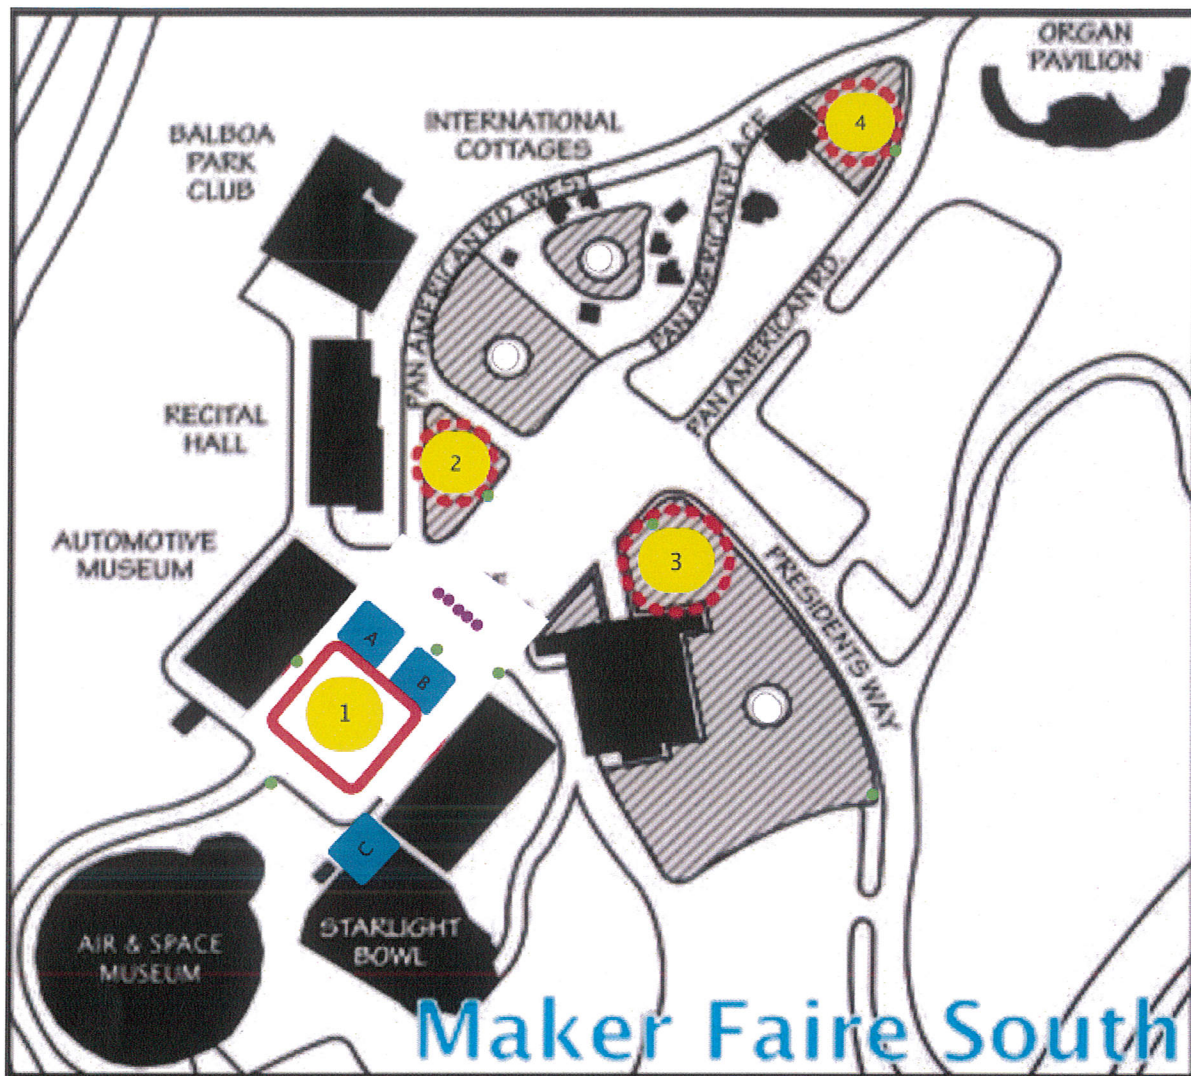 ORGAN
PAVILION
4
INTERNATIONAL
COTTAGES
BALBOA
PARK
CLUB
PAN AMERICAN RD. WEST
PAN AMERICAN PLACE
PAN AMERICAN RD.
RECITAL
HALL
2
AUTOMOTIVE
MUSEUM
3
PRESIDENTS WAY
A
B
1
C
STARLIGHT
BOWL
AIR & SPACE
MUSEUM
Maker Faire South